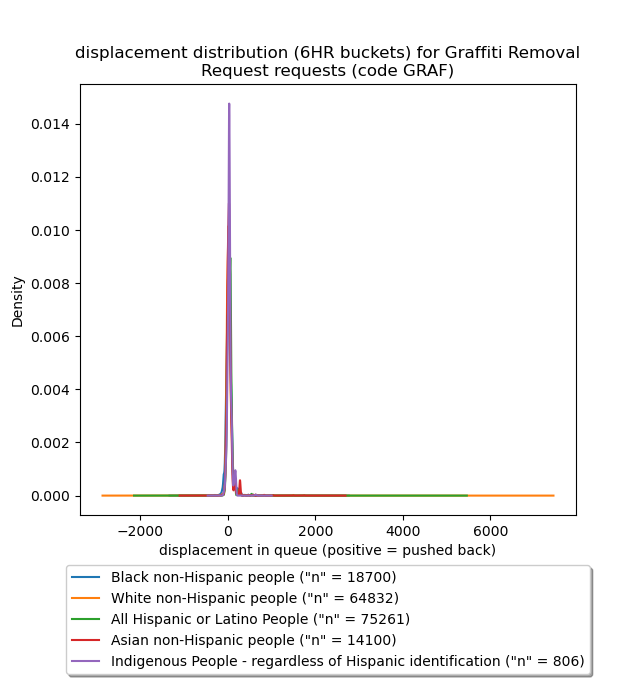 displacement distribution (6HR buckets) for Graffiti Removal
Request requests (code GRAF)
0.014
0.012
0.010
0.008
0.006
0.004
0.002
0.000
Density
−2000
0
2000
4000
6000
displacement in queue (positive = pushed back)
Black non-Hispanic people ("n" = 18700)
White non-Hispanic people ("n" = 64832)
All Hispanic or Latino People ("n" = 75261)
Asian non-Hispanic people ("n" = 14100)
Indigenous People - regardless of Hispanic identification ("n" = 806)